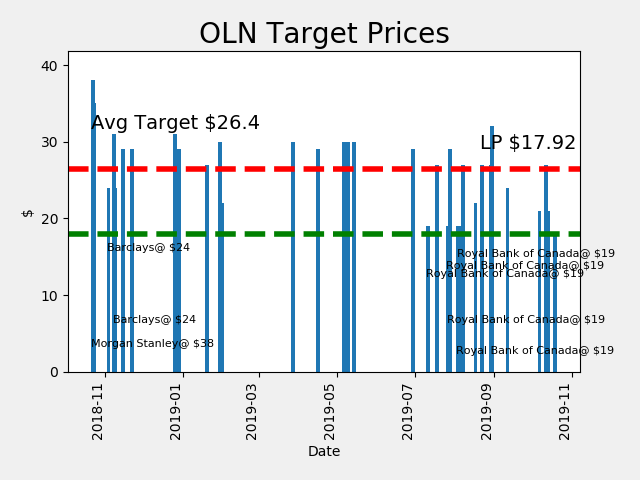 OLN Target Prices
40
30
20
10
0
$
Avg Target $26.4
LP $17.92
Barclays@ $24
Royal Bank of Canada@ $19
Royal Bank of Canada@ $19
Royal Bank of Canada@ $19
Barclays@ $24
Royal Bank of Canada@ $19
Morgan Stanley@ $38
Royal Bank of Canada@ $19
2018-11
2019-01
2019-03
2019-05
2019-07
2019-09
2019-11
Date